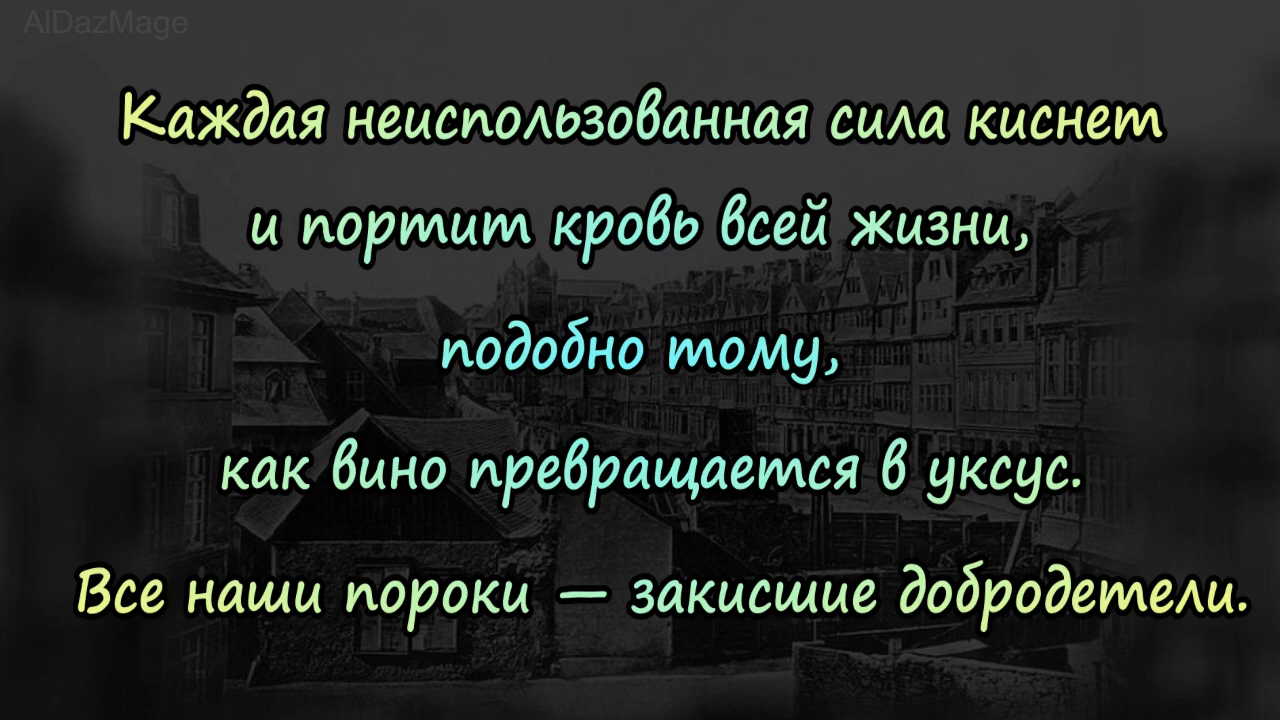 AlDazMage
Каждая неиспользованная сила киснет
и портит кровь всей жизни,
подобно тому,
как вино превращается в уксус.
Все наши пороки — закисшие добродетели.